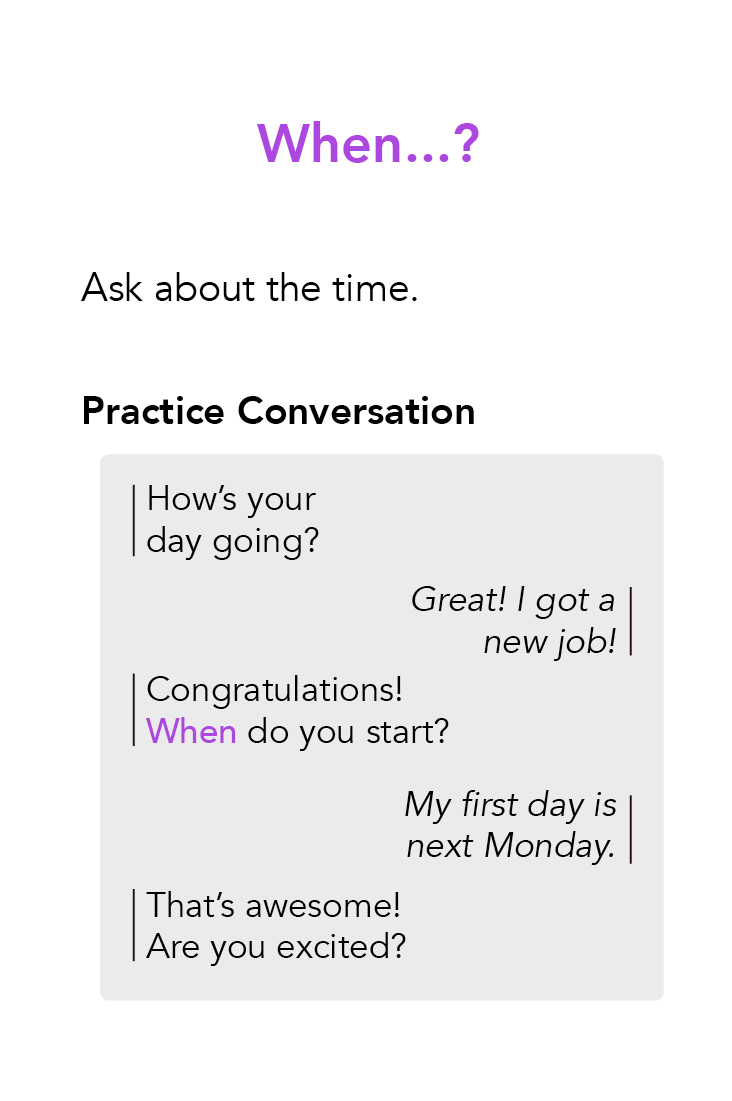 When...?
Ask about the time.
Practice Conversation
How’s your
day going?
Great! I got a
new job!
Congratulations!
When do you start?
My first day is
next Monday.
That’s awesome!
Are you excited?